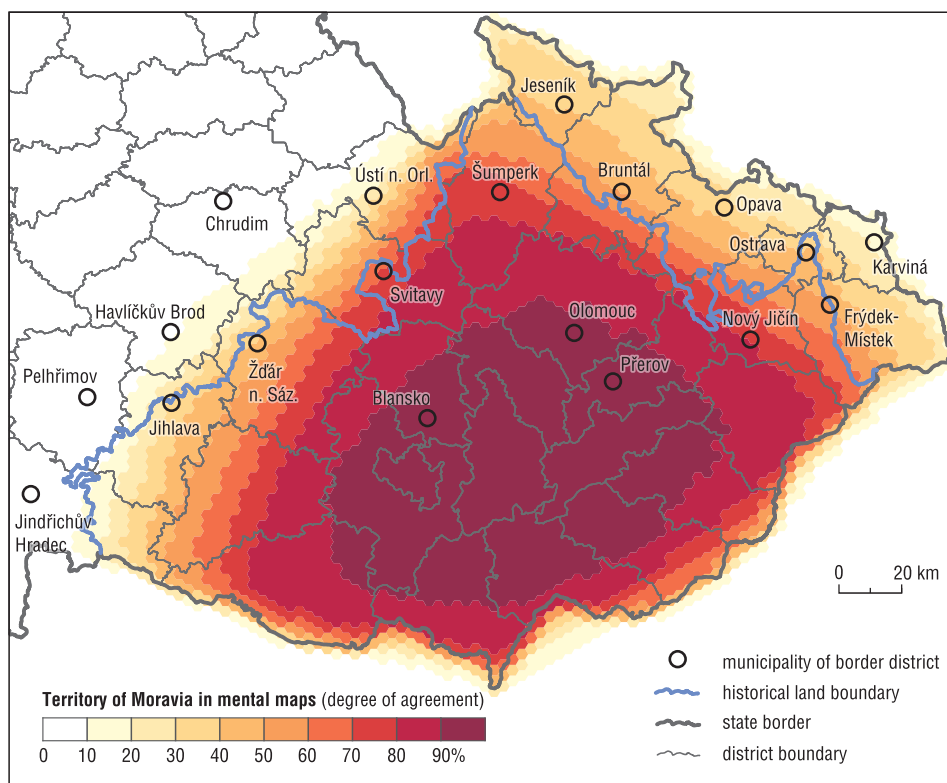 Jeseník
Ústí n. Orl.
Šumperk
Bruntál
Chrudim
Opava
Ostrava
Karviná
Svitavy
Havlíčkův Brod
Olomouc
Nový Jičín
Frýdek-
Místek
Žďár
n. Sáz.
Přerov
Pelhřimov
Blansko
Jihlava
Jindřichův
Hradec
0 20 km
municipality of border district
historical land boundary
state border
district boundary
Territory of Moravia in mental maps (degree of agreement)
0 10 20 30 40 50 60 70 80 90%